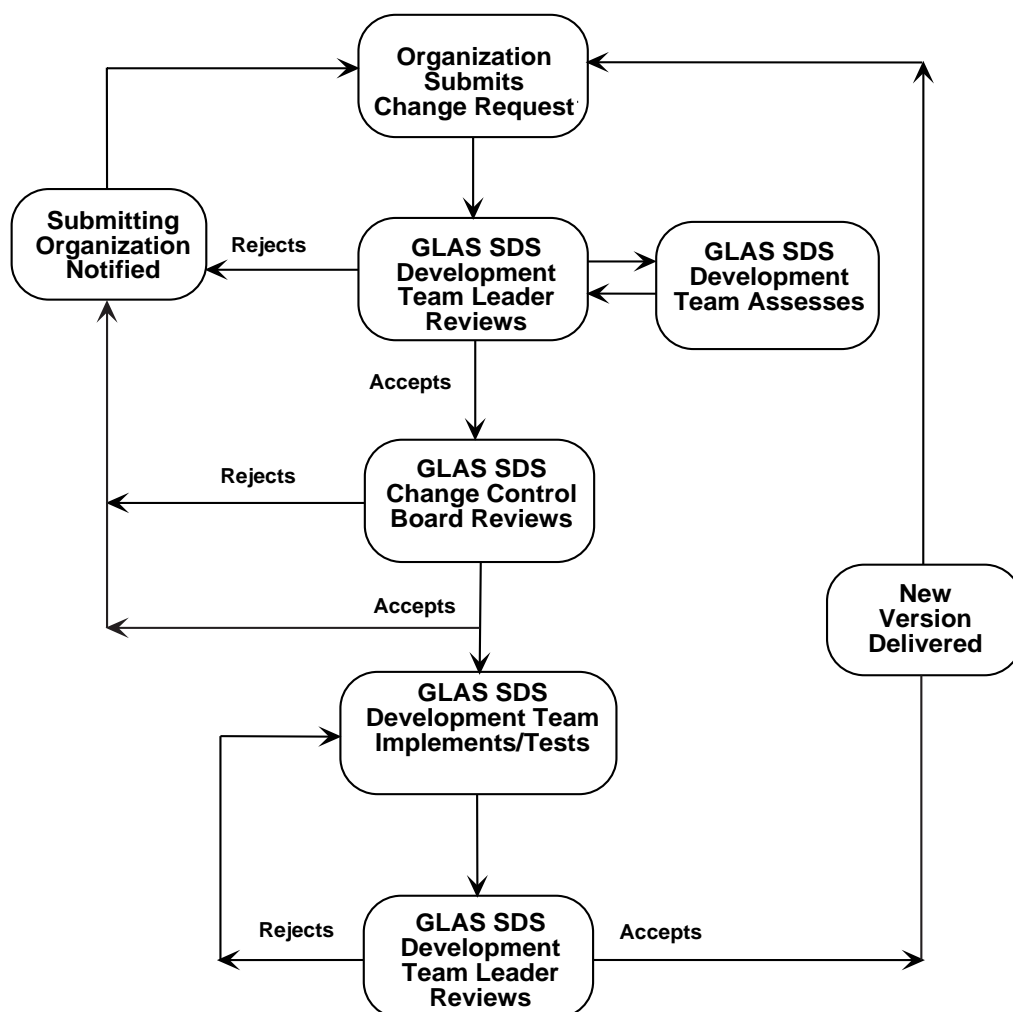 Organization
Submits
Change Request
Submitting
Organization
Notified
Rejects
GLAS SDS
Development
Team Leader
Reviews
GLAS SDS
Development
Team Assesses
Accepts
Rejects
GLAS SDS
Change Control
Board Reviews
Accepts
New
Version
Delivered
GLAS SDS
Development Team
Implements/Tests
Rejects
GLAS SDS
Development
Team Leader
Reviews
Accepts